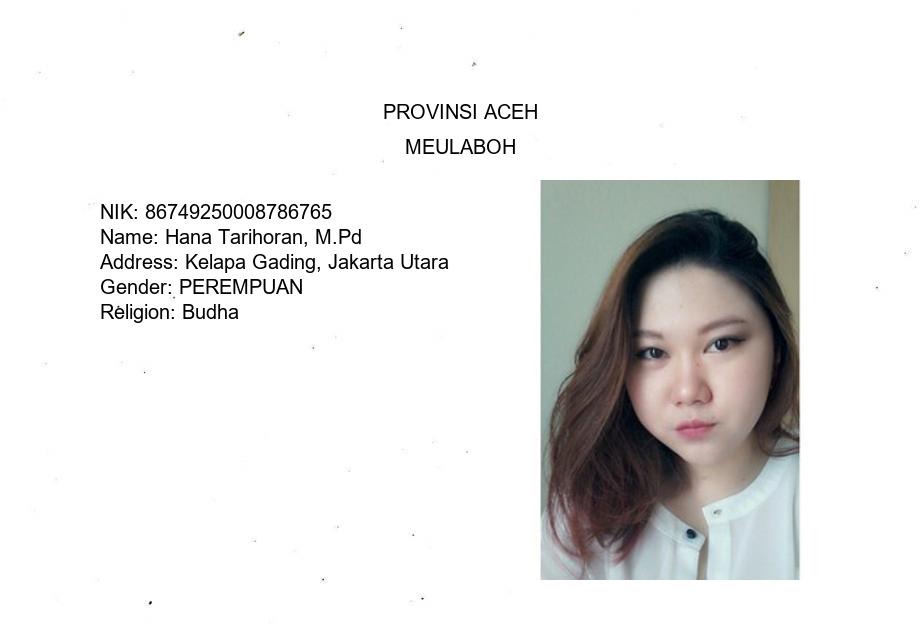 PROVINSI ACEH
MEULABOH
NIK: 86749250008786765
Name: Hana Tarihoran, M.Pd
Address: Kelapa Gading, Jakarta Utara
Gender: PEREMPUAN
Religion: Budha